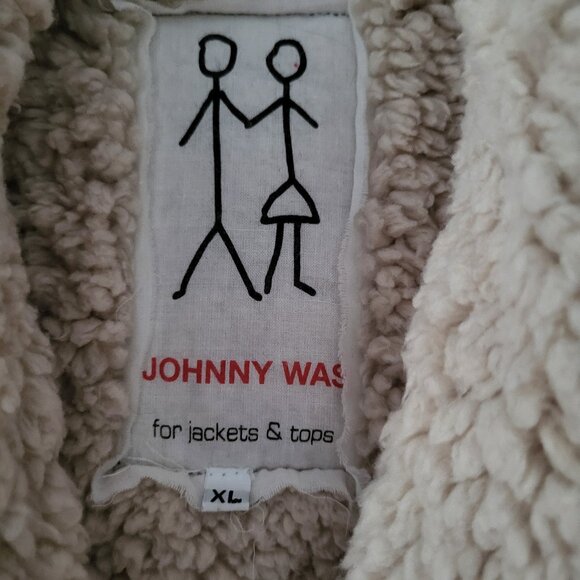 JOHNNY WAS
for jackets & tops
XL